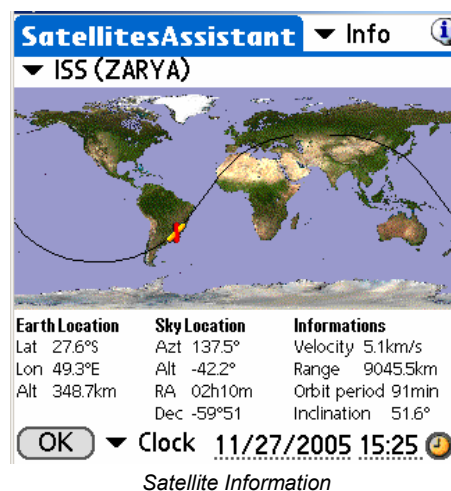 SatellitesAssistant Info
ISS (ZARYA)
Earth Location Sky Location Informations
Lat 27.6°S Azt 137.5° Velocity 5.1km/s
Lon 49.3°E Alt -42.2° Range 9045.5km
Alt 348.7km RA 02h10m Orbit period 91min
Dec -59°51 Inclination 51.6°
OK Clock 11/27/2005 15:25
Satellite Information